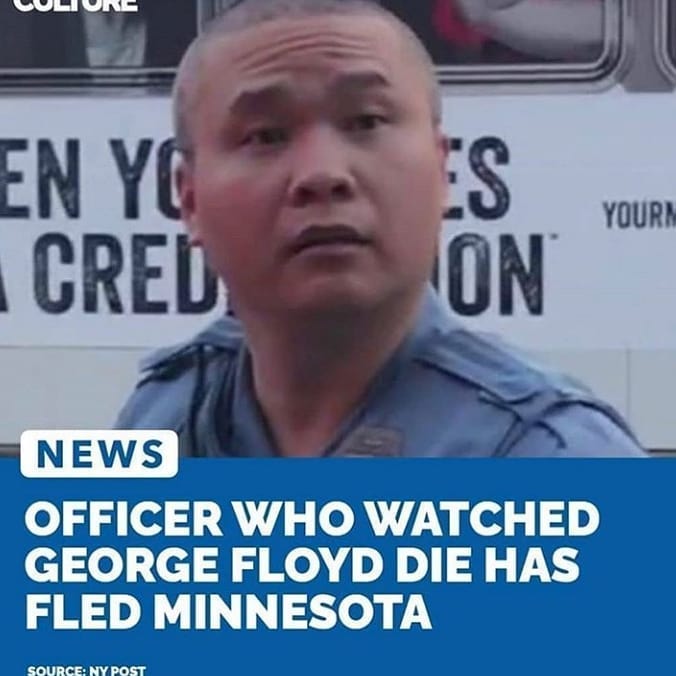 CULTURE
EN YO ES
YOURN
A CRED ION
NEWS
OFFICER WHO WATCHED
GEORGE FLOYD DIE HAS
FLED MINNESOTA
SOURCE: NY POST